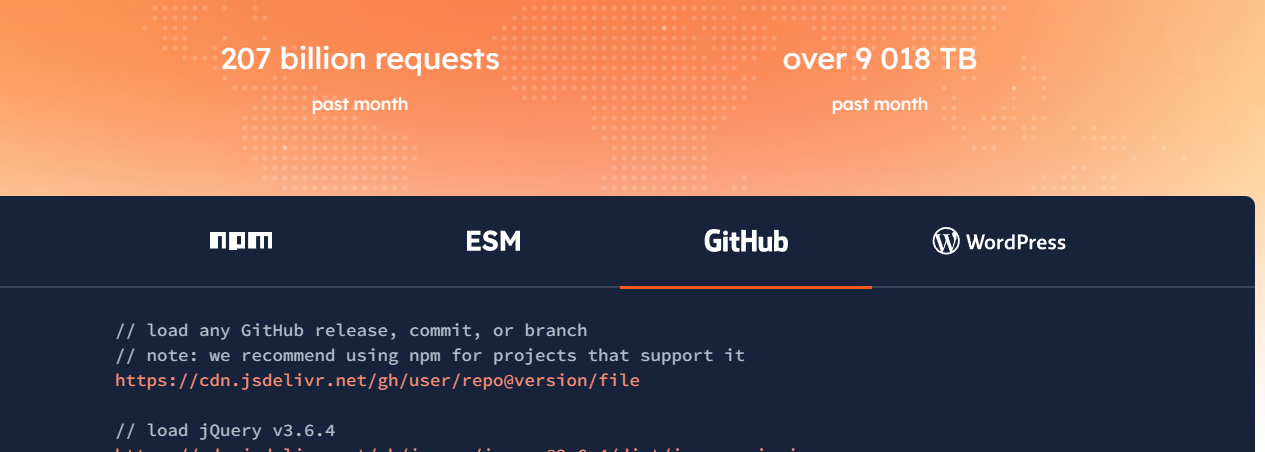 207 billion requests
over 9 018 TB
past month
past month
npm
ESM
GitHub
WordPress
// load any GitHub release, commit, or branch
// note: we recommend using npm for projects that support it
https://cdn.jsdelivr.net/gh/user/repo@version/file
// load jQuery v3.6.4